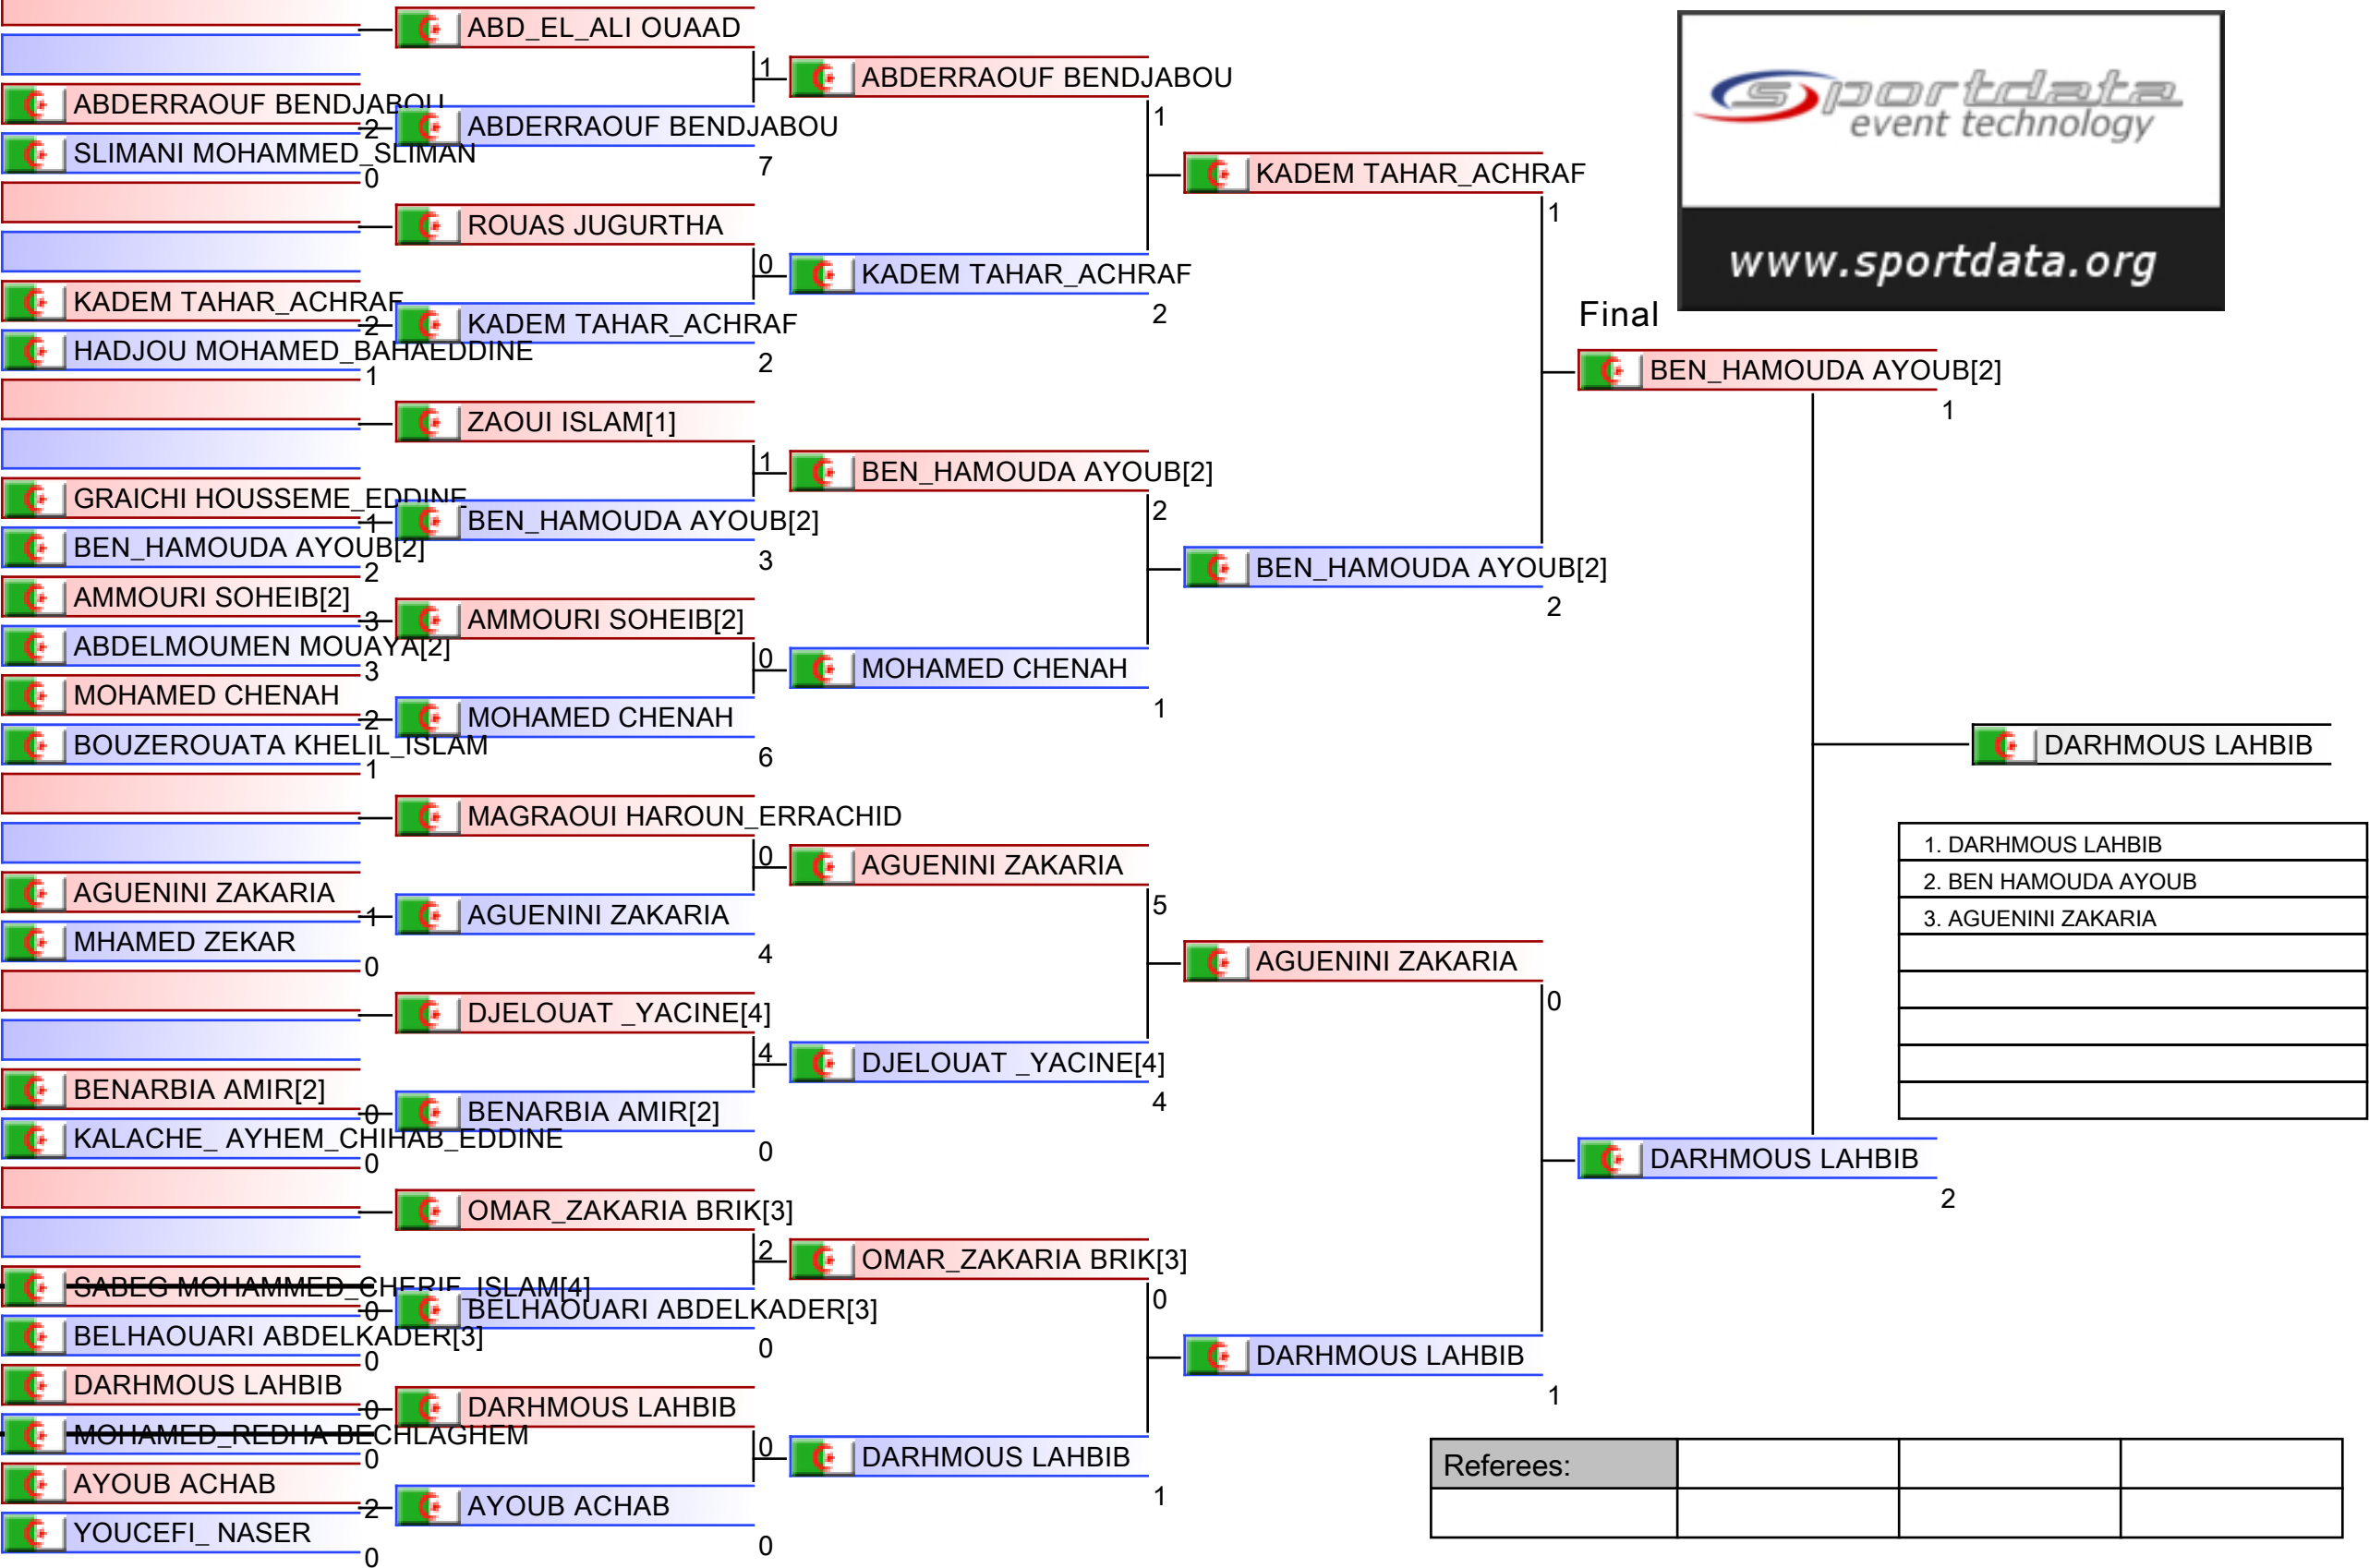 ABD_EL_ALI OUAAD
1
ABDERRAOUF BENDJABOU
ABDERRAOUF BENDJABOU
2
ABDERRAOUF BENDJABOU
1
SLIMANI MOHAMMED_SLIMAN
0
7
KADEM TAHAR_ACHRAF
1
ROUAS JUGURTHA
0
KADEM TAHAR_ACHRAF
2
KADEM TAHAR_ACHRAF
2
KADEM TAHAR_ACHRAF
2
HADJOU MOHAMED_BAHAEDDINE
1
ZAOUI ISLAM[1]
1
BEN_HAMOUDA AYOUB[2]
2
GRAICHI HOUSSEME_EDDINE
1
BEN_HAMOUDA AYOUB[2]
3
BEN_HAMOUDA AYOUB[2]
2
BEN_HAMOUDA AYOUB[2]
2
AMMOURI SOHEIB[2]
3
AMMOURI SOHEIB[2]
0
ABDELMOUMEN MOUAYA[2]
3
MOHAMED CHENAH
1
MOHAMED CHENAH
2
MOHAMED CHENAH
6
BOUZEROUATA KHELIL_ISLAM
1
MAGRAOUI HAROUN_ERRACHID
0
AGUENINI ZAKARIA
5
AGUENINI ZAKARIA
1
AGUENINI ZAKARIA
4
MHAMED ZEKAR
0
AGUENINI ZAKARIA
0
DJELOUAT _YACINE[4]
4
DJELOUAT _YACINE[4]
4
BENARBIA AMIR[2]
0
BENARBIA AMIR[2]
0
KALACHE_ AYHEM_CHIHAB_EDDINE
0
OMAR_ZAKARIA BRIK[3]
2
OMAR_ZAKARIA BRIK[3]
0
SABEG MOHAMMED_CHERIF_ISLAM[4]
0
BELHAOUARI ABDELKADER[3]
0
BELHAOUARI ABDELKADER[3]
0
DARHMOUS LAHBIB
1
DARHMOUS LAHBIB
0
DARHMOUS LAHBIB
0
MOHAMED_REDHA BECHLAGHEM
0
DARHMOUS LAHBIB
1
AYOUB ACHAB
2
AYOUB ACHAB
0
YOUCEFI_ NASER
0
sportdata
event technology
www.sportdata.org
Final
BEN_HAMOUDA AYOUB[2]
1
DARHMOUS LAHBIB
1. DARHMOUS LAHBIB
2. BEN HAMOUDA AYOUB
3. AGUENINI ZAKARIA
DARHMOUS LAHBIB
2
Referees: